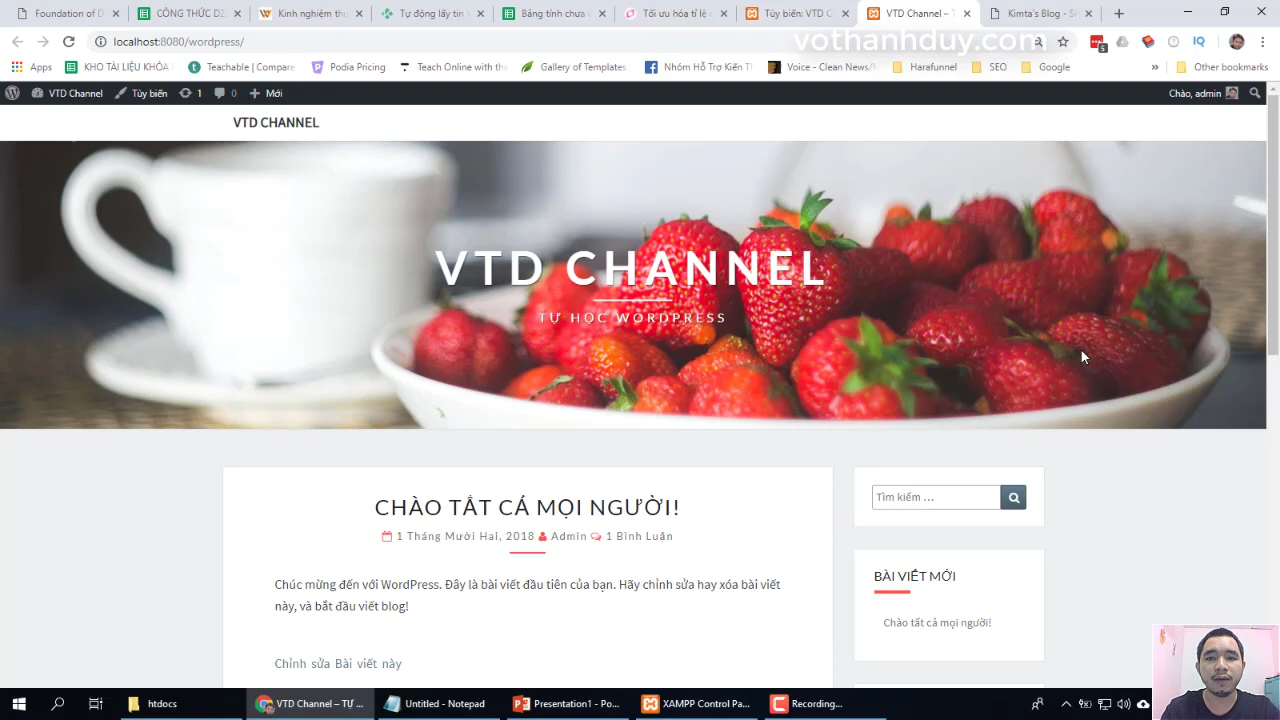 Foundation of D
CÔNG THỨC DZ
Kinh nghiệm thu
Tự động lấy tin V
Bảng tính chưa
Tối ưu hóa tỉ lệ c
Tùy biến: VTD C
VTD Channel – T
Kimta's Blog - S
localhost:8080/wordpress/
vothanhduy.com
5
IQ
Apps
KHO TÀI LIỆU KHÓA
Teachable | Compare
Podia Pricing
Teach Online with the
Gallery of Templates
Nhóm Hỗ Trợ Kiến T
Voice - Clean News/
Harafunnel
SEO
Google
Other bookmarks
VTD Channel
Tùy biến
1
0
Mới
Chào, admin
VTD CHANNEL
VTD CHANNEL
TỰ HỌC WORDPRESS
CHÀO TẤT CẢ MỌI NGƯỜI!
1 Tháng Mười Hai, 2018 Admin 1 Bình Luận
Chúc mừng đến với WordPress. Đây là bài viết đầu tiên của bạn. Hãy chỉnh sửa hay xóa bài viết
này, và bắt đầu viết blog!
Chỉnh sửa Bài viết này
Tìm kiếm …
BÀI VIẾT MỚI
Chào tất cả mọi người!
htdocs
VTD Channel – TỰ ...
Untitled - Notepad
Presentation1 - Po...
XAMPP Control Pa...
Recording...